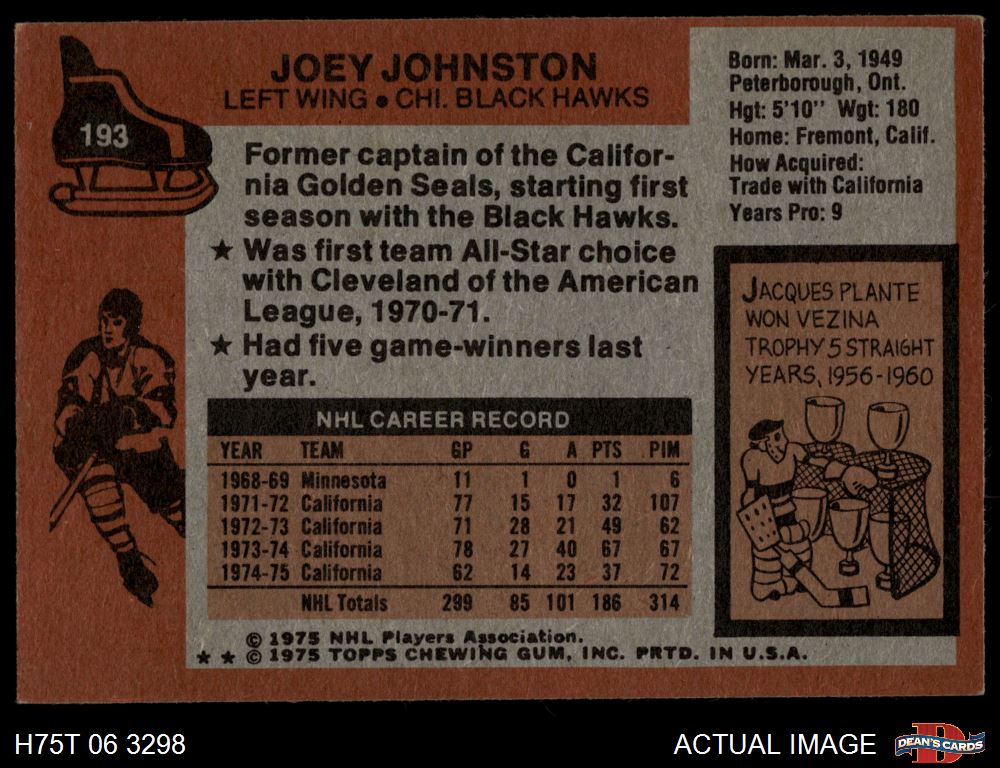 193
JOEY JOHNSTON
LEFT WING • CHI. BLACK HAWKS
Former captain of the Califor-
nia Golden Seals, starting first
season with the Black Hawks.
★ Was first team All-Star choice
with Cleveland of the American
League, 1970-71.
★ Had five game-winners last
year.
Born: Mar. 3, 1949
Peterborough, Ont.
Hgt: 5'10" Wgt: 180
Home: Fremont, Calif.
How Acquired:
Trade with California
Years Pro: 9
JACQUES PLANTE
WON VEZINA
TROPHY 5 STRAIGHT
YEARS, 1956-1960
NHL CAREER RECORD
YEAR TEAM GP G A PTS PIM
1968-69 Minnesota 11 1 0 1 6
1971-72 California 77 15 17 32 107
1972-73 California 71 28 21 49 62
1973-74 California 78 27 40 67 67
1974-75 California 62 14 23 37 72
NHL Totals 299 85 101 186 314
© 1975 NHL Players Association.
★ ★ © 1975 TOPPS CHEWING GUM, INC. PRTD. IN U.S.A.
H75T 06 3298
ACTUAL IMAGE
D
DEAN'S CARDS